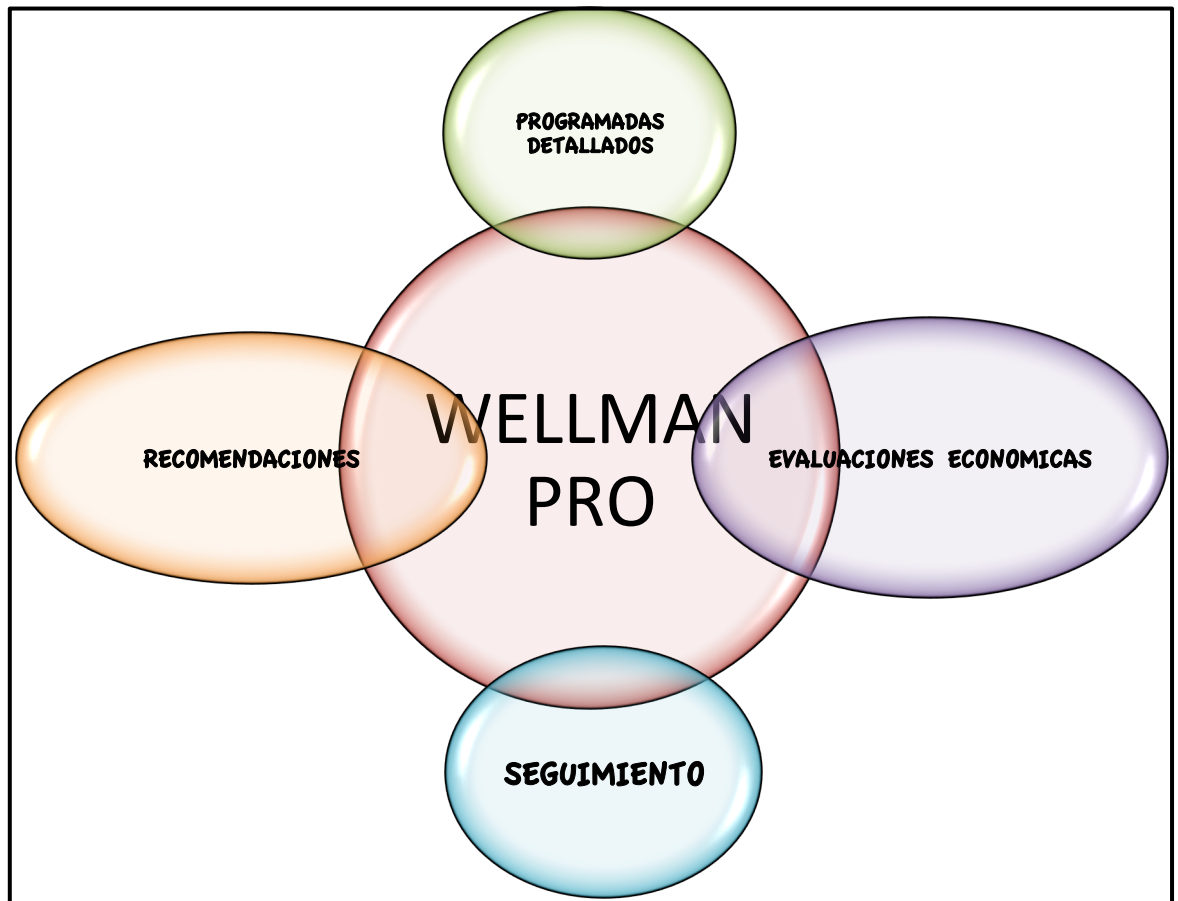 PROGRAMADAS
DETALLADOS
WELLMAN
PRO
RECOMENDACIONES
EVALUACIONES ECONOMICAS
SEGUIMIENTO